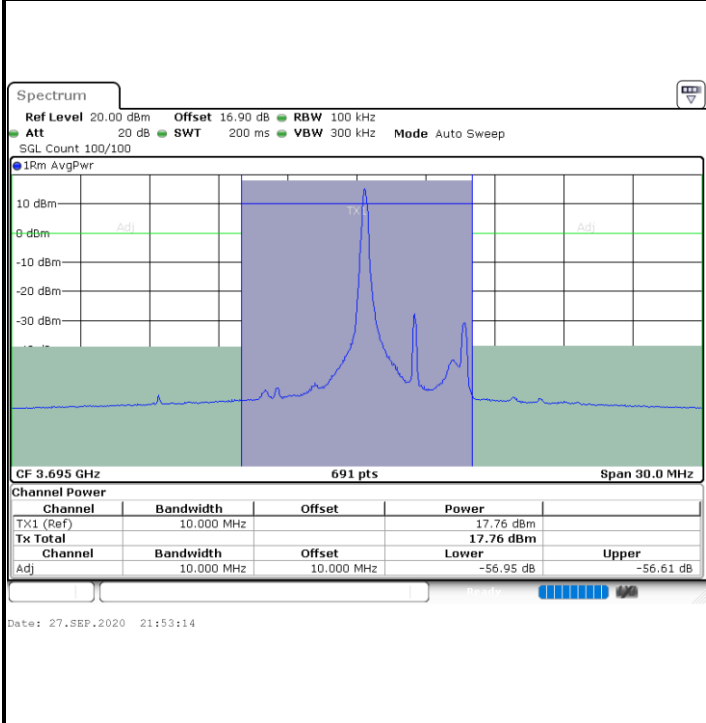 Spectrum
Ref Level 20.00 dBm Offset 16.90 dB RBW 100 kHz
Att 20 dB SWT 200 ms VBW 300 kHz Mode Auto Sweep
SGL Count 100/100
1Rm AvgPwr
10 dBm
TX1
Adj Adj
0 dBm
-10 dBm
-20 dBm
-30 dBm
CF 3.695 GHz 691 pts Span 30.0 MHz
Channel Power
Channel Bandwidth Offset Power
TX1 (Ref) 10.000 MHz 17.76 dBm
Tx Total 17.76 dBm
Channel Bandwidth Offset Lower Upper
Adj 10.000 MHz 10.000 MHz -56.95 dB -56.61 dB
Ready
Date: 27.SEP.2020 21:53:14